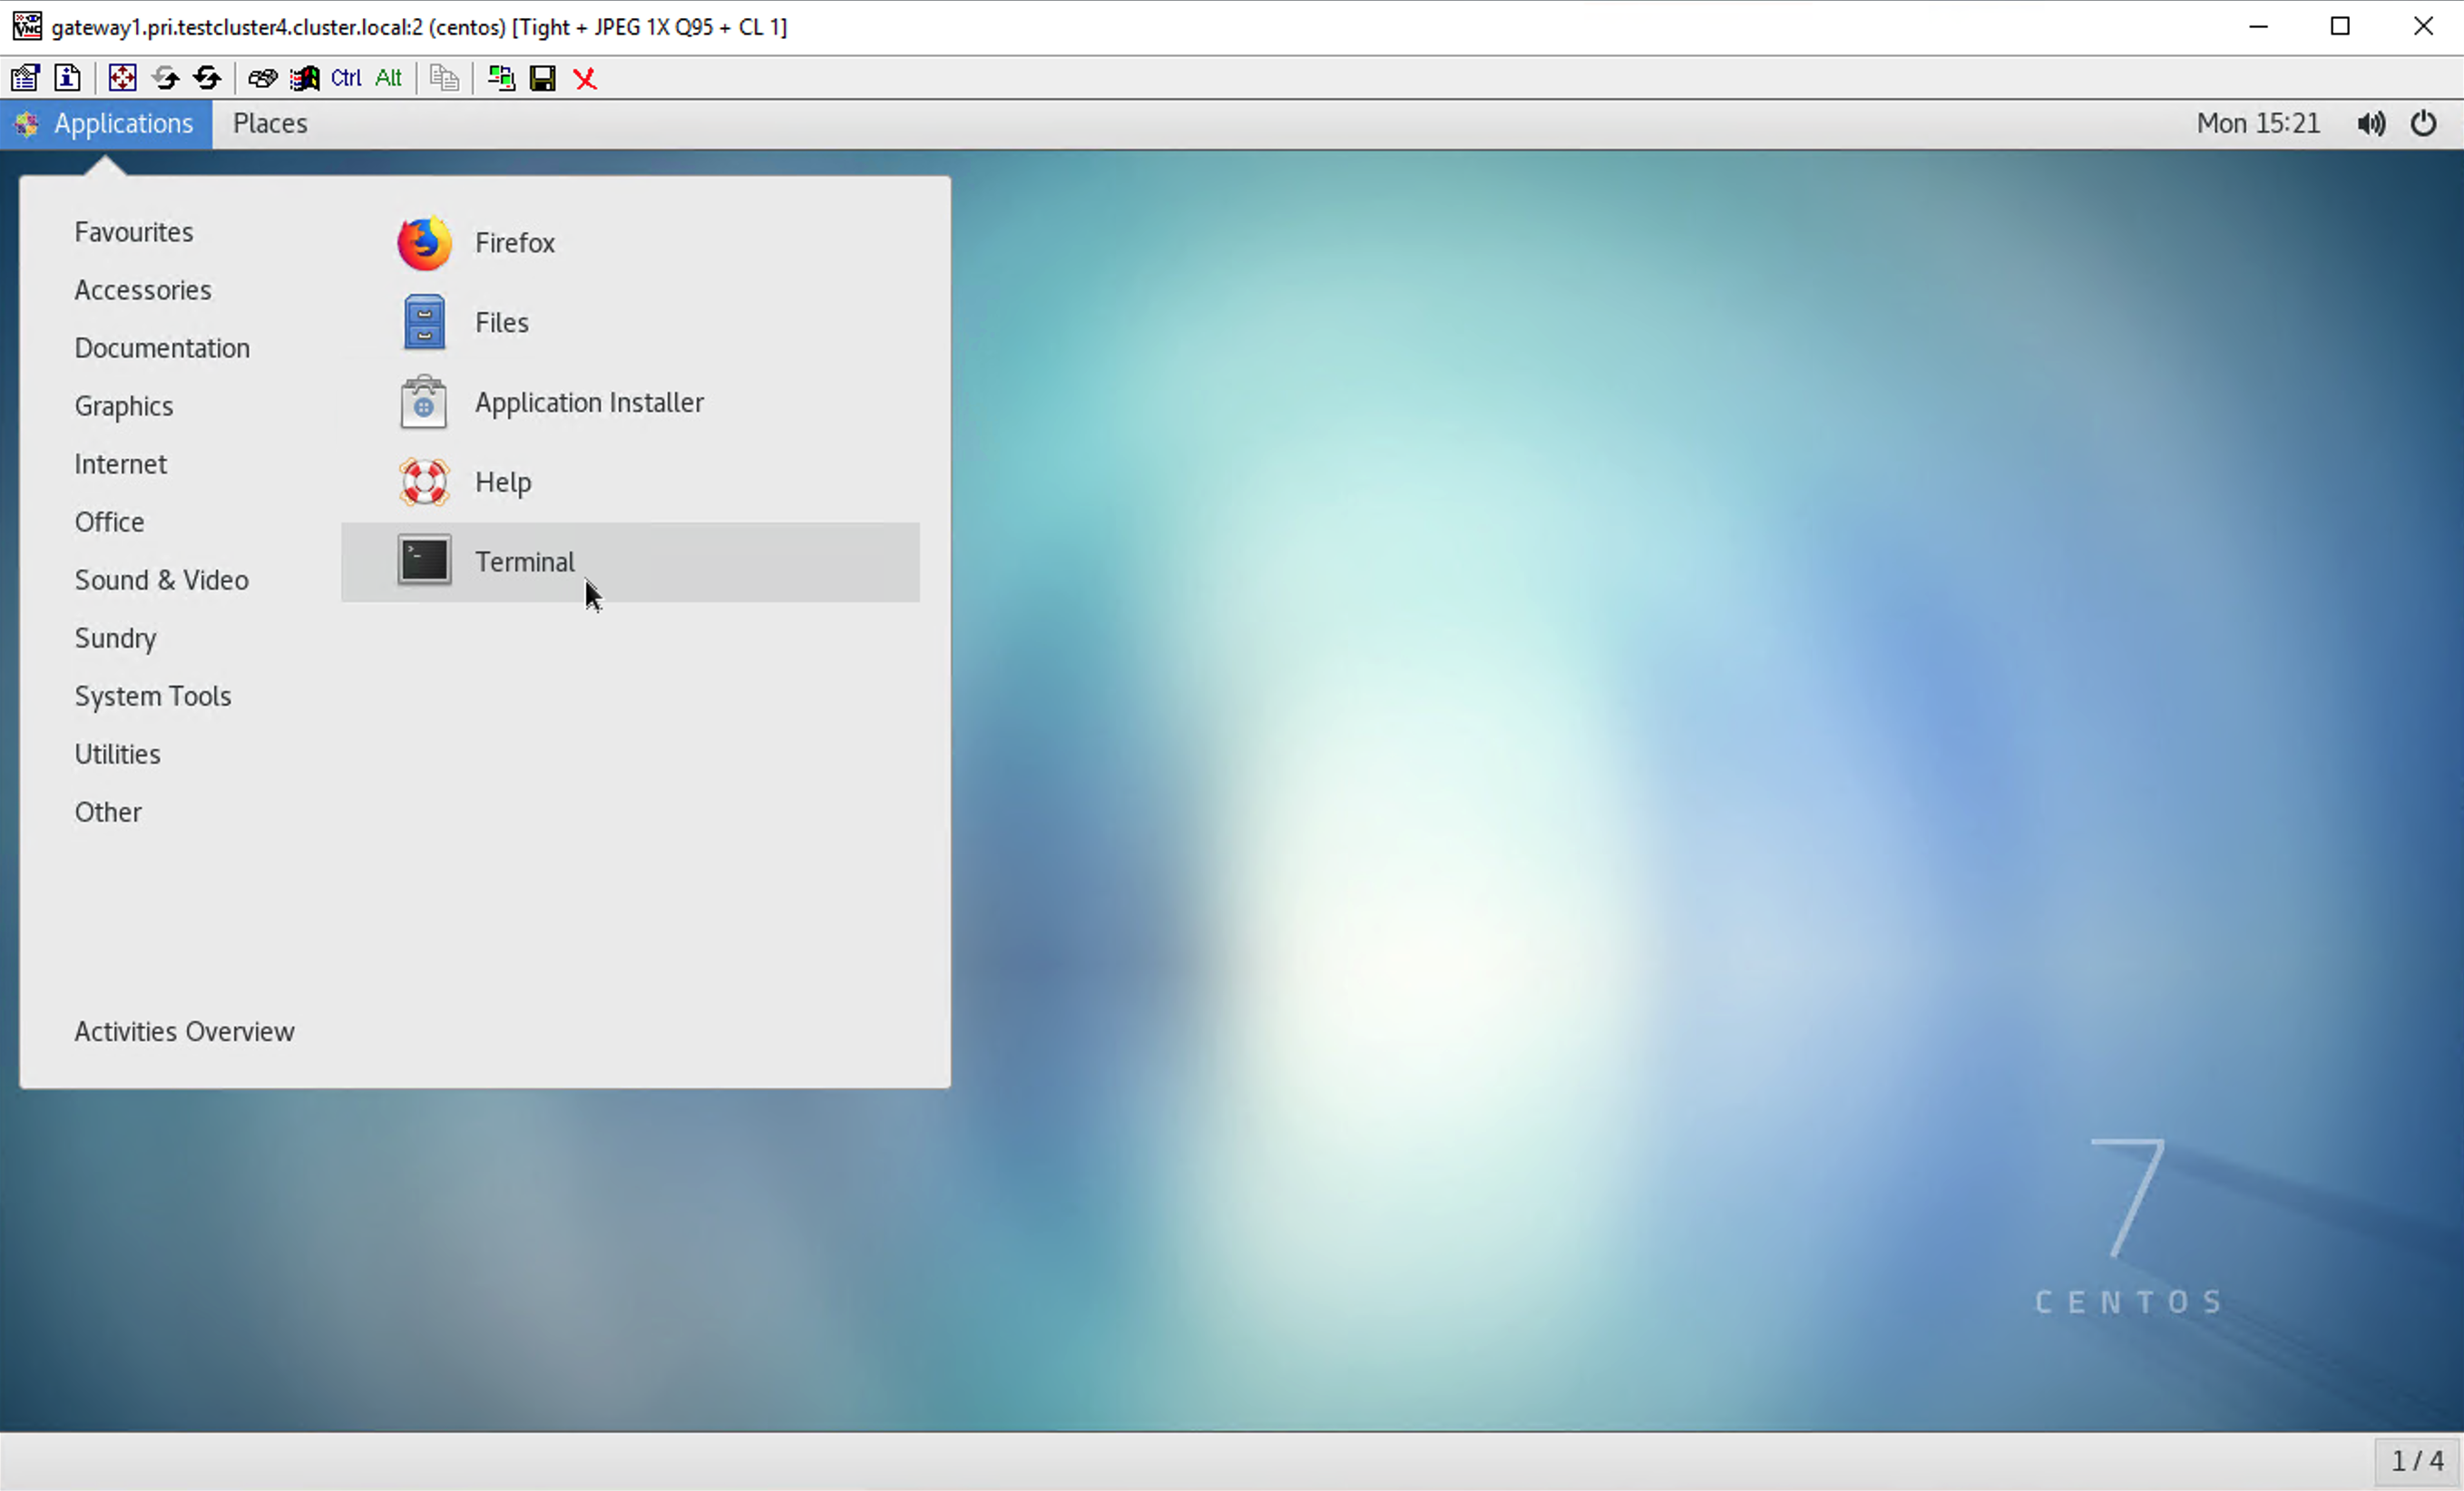 gateway1.pri.testcluster4.cluster.local:2 (centos) [Tight + JPEG 1X Q95 + CL 1]
Ctrl Alt
Applications Places Mon 15:21
Favourites
Accessories
Documentation
Graphics
Internet
Office
Sound & Video
Sundry
System Tools
Utilities
Other
Activities Overview
Firefox
Files
Application Installer
Help
Terminal
7
CENTOS
1 / 4